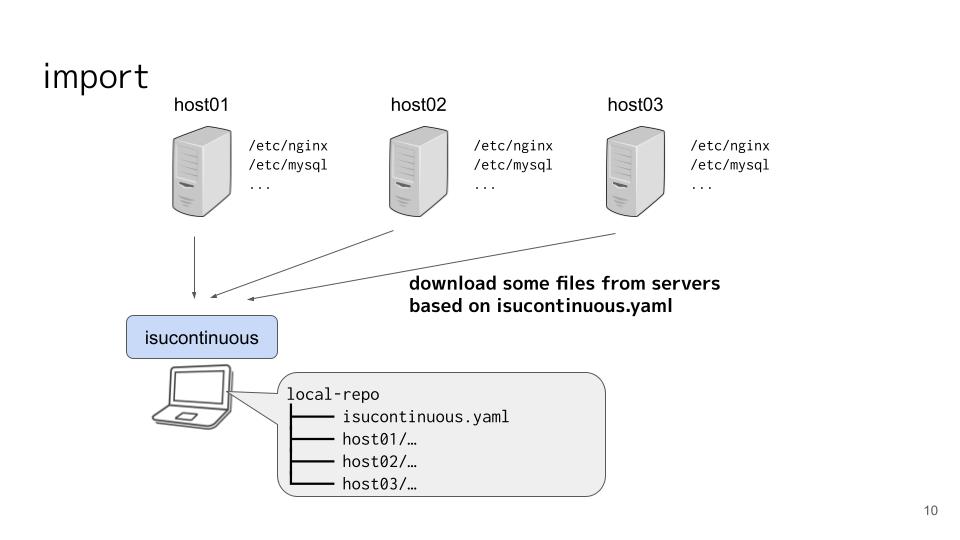 import
host01
host02
host03
/etc/nginx
/etc/mysql
...
/etc/nginx
/etc/mysql
...
/etc/nginx
/etc/mysql
...
download some files from servers
based on isucontinuous.yaml
isucontinuous
local-repo
isucontinuous.yaml
host01/…
host02/…
host03/…
10